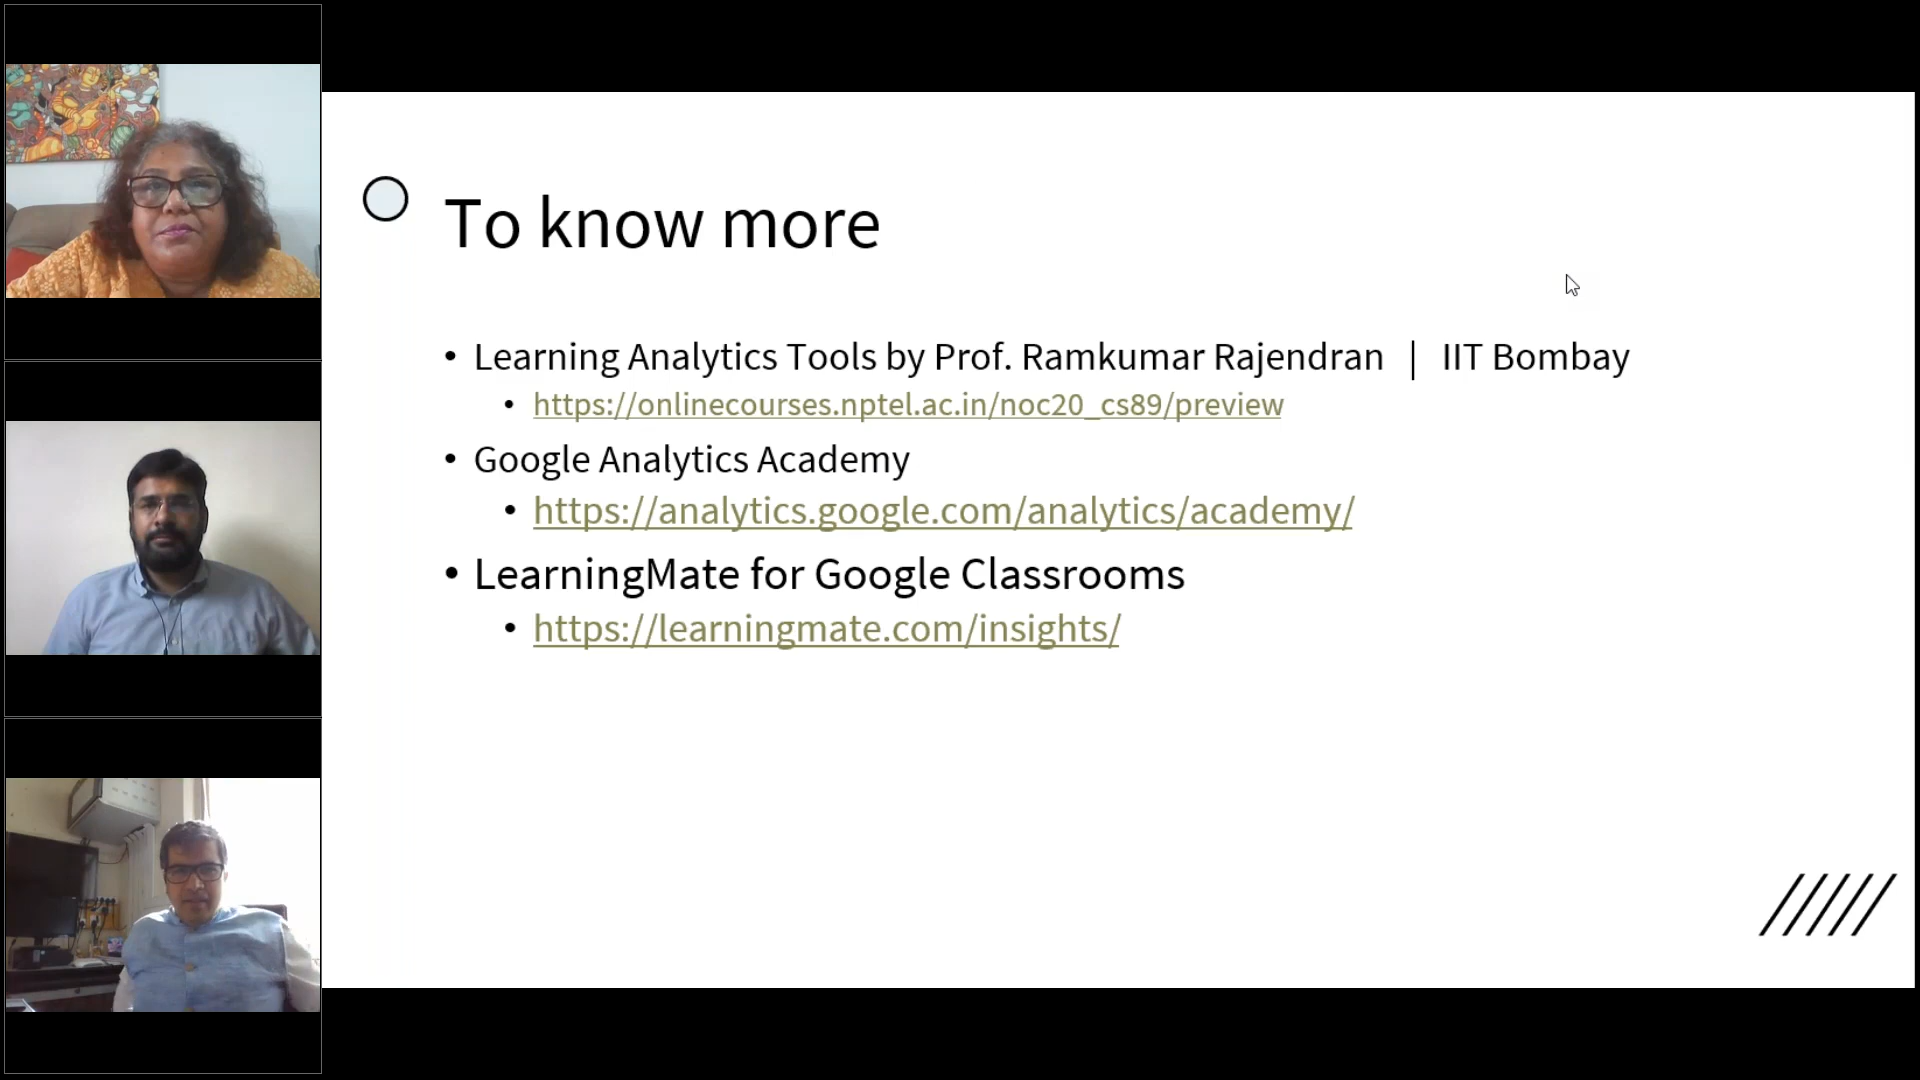 To know more
• Learning Analytics Tools by Prof. Ramkumar Rajendran | IIT Bombay
• https://onlinecourses.nptel.ac.in/noc20_cs89/preview
• Google Analytics Academy
• https://analytics.google.com/analytics/academy/
• LearningMate for Google Classrooms
• https://learningmate.com/insights/